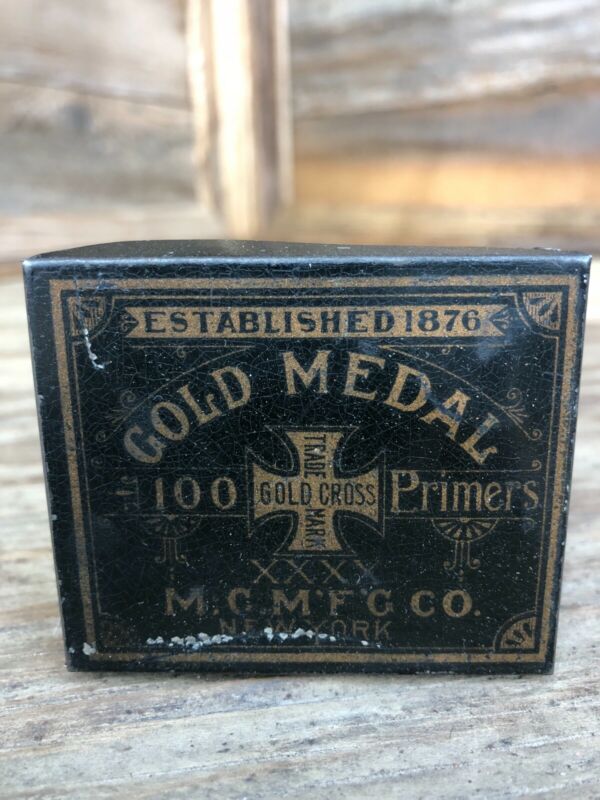 ESTABLISHED 1876
GOLD MEDAL
100
TRADE
GOLD CROSS
MARK
Primers
XXXX
M.C.M'F'G CO.
NEW YORK